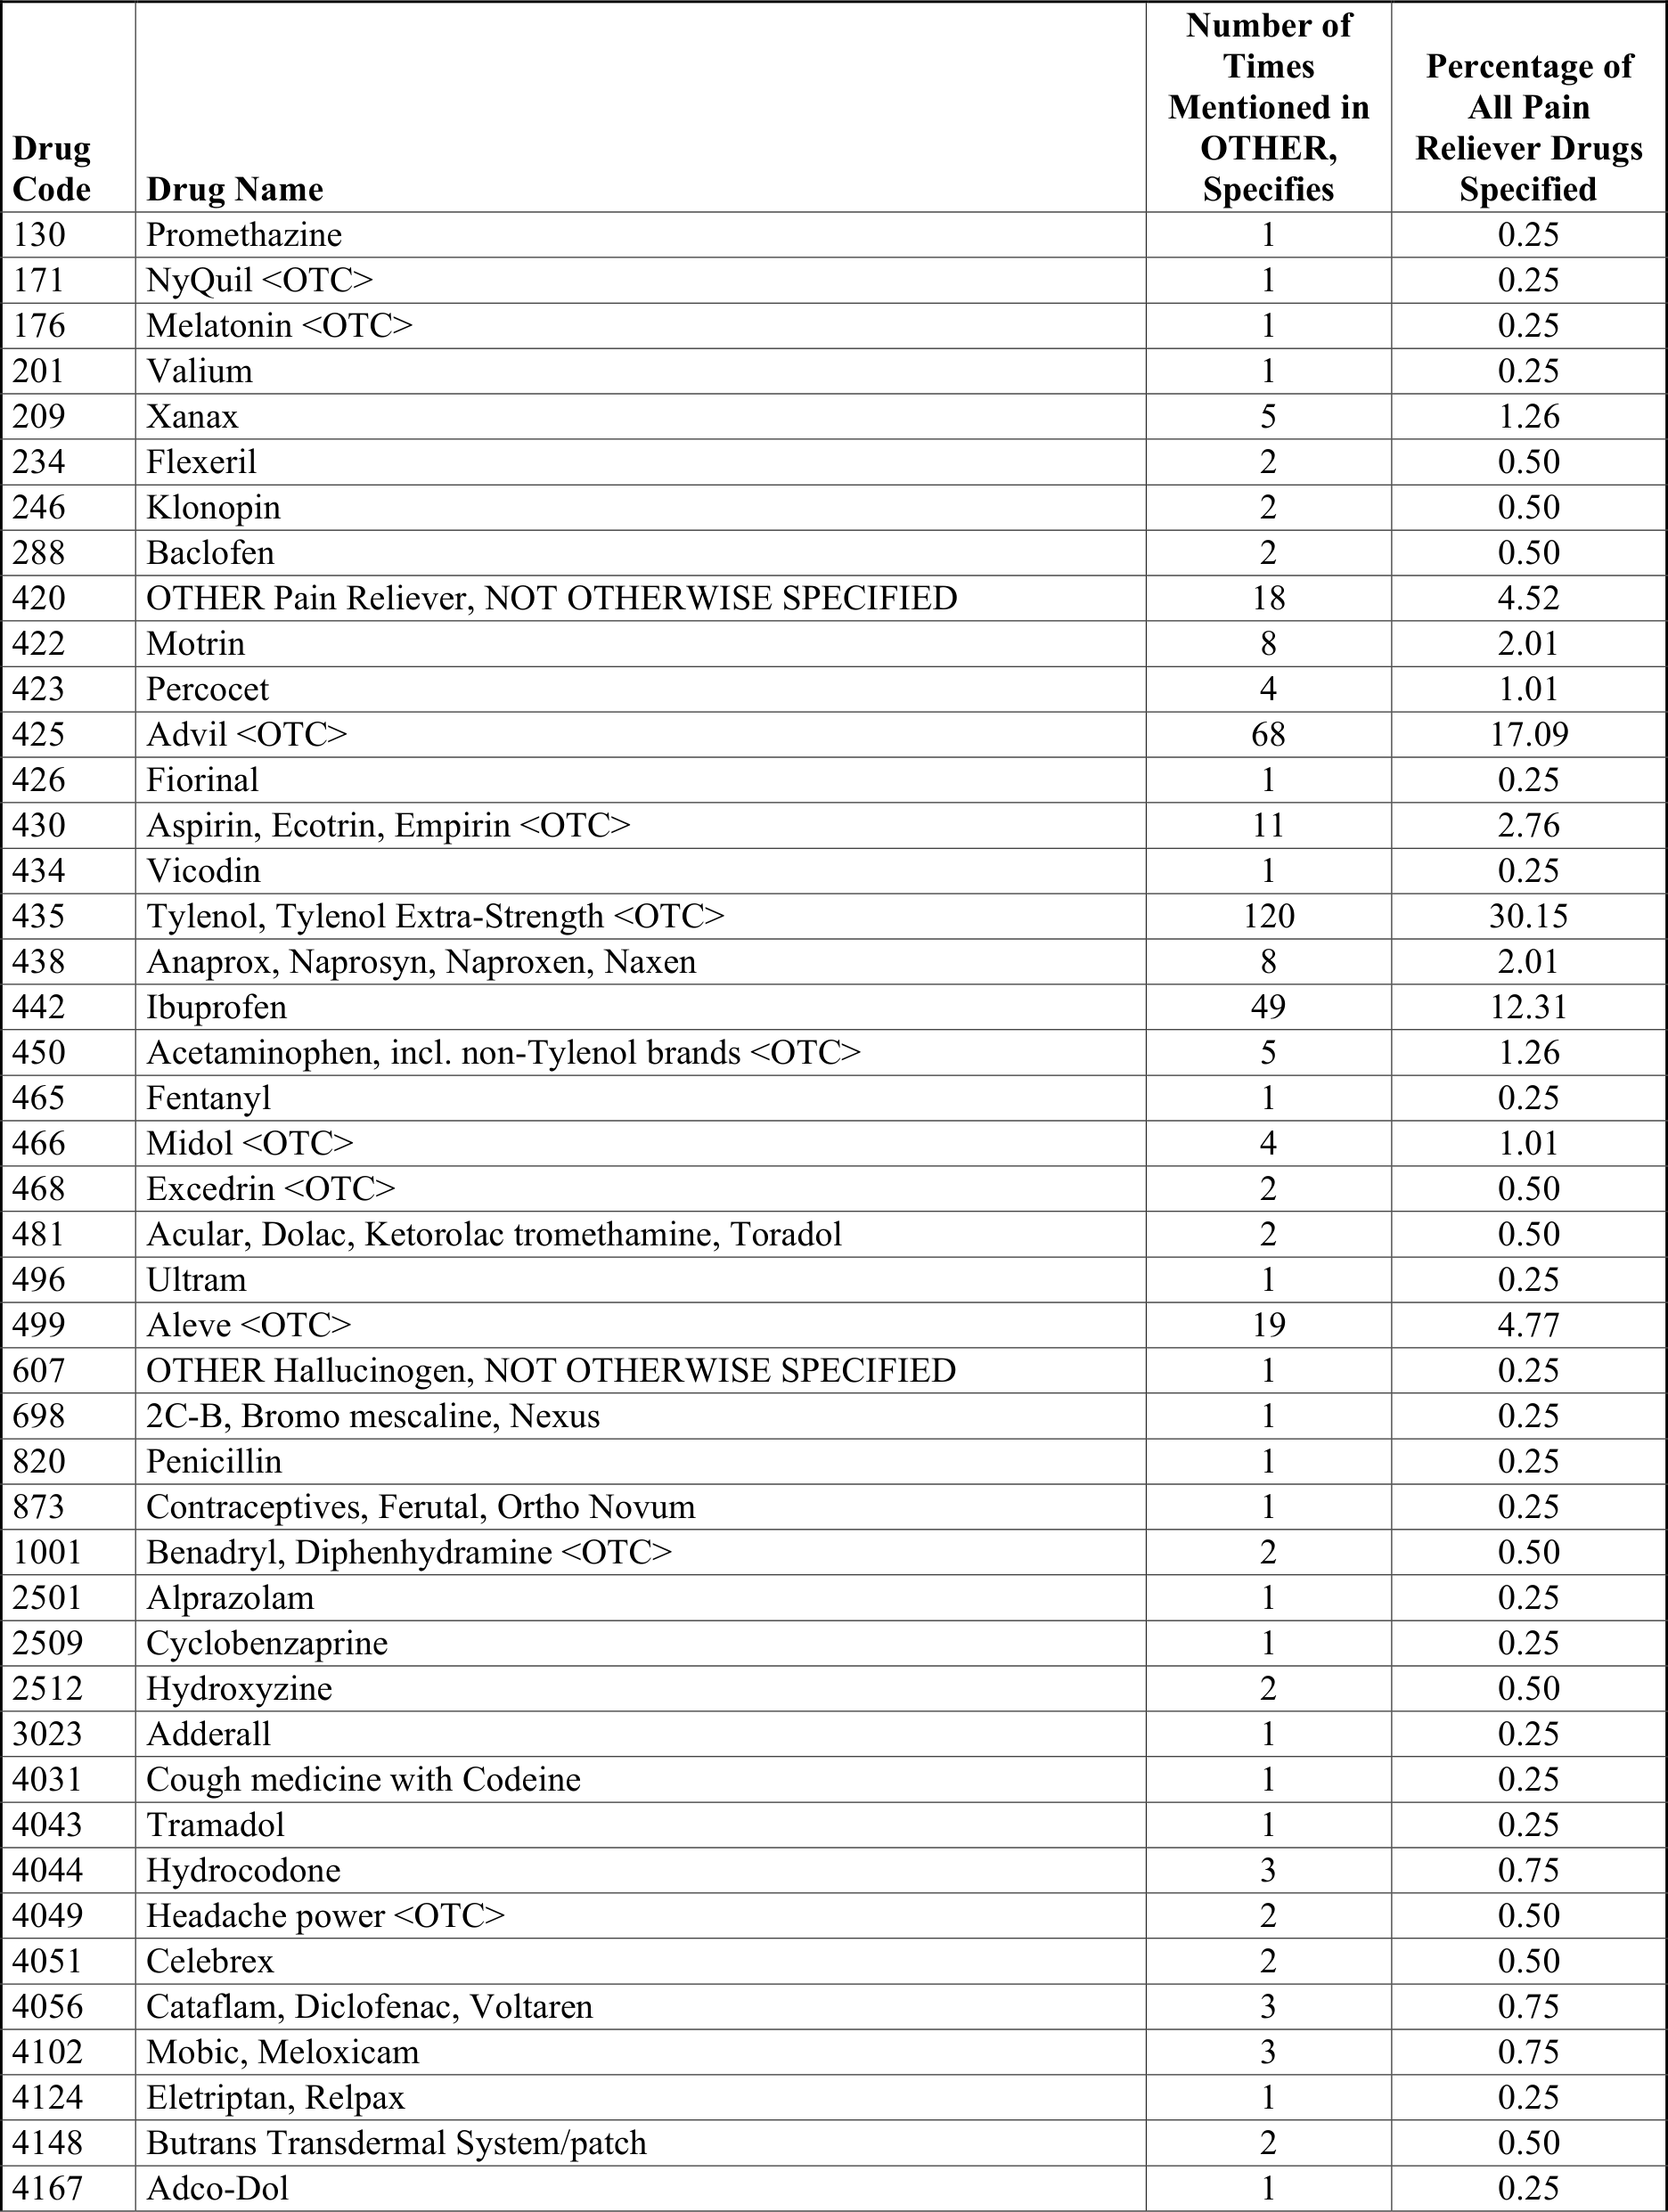 Drug Code | Drug Name | Number of Times Mentioned in OTHER, Specifies | Percentage of All Pain Reliever Drugs Specified
130 | Promethazine | 1 | 0.25
171 | NyQuil <OTC> | 1 | 0.25
176 | Melatonin <OTC> | 1 | 0.25
201 | Valium | 1 | 0.25
209 | Xanax | 5 | 1.26
234 | Flexeril | 2 | 0.50
246 | Klonopin | 2 | 0.50
288 | Baclofen | 2 | 0.50
420 | OTHER Pain Reliever, NOT OTHERWISE SPECIFIED | 18 | 4.52
422 | Motrin | 8 | 2.01
423 | Percocet | 4 | 1.01
425 | Advil <OTC> | 68 | 17.09
426 | Fiorinal | 1 | 0.25
430 | Aspirin, Ecotrin, Empirin <OTC> | 11 | 2.76
434 | Vicodin | 1 | 0.25
435 | Tylenol, Tylenol Extra-Strength <OTC> | 120 | 30.15
438 | Anaprox, Naprosyn, Naproxen, Naxen | 8 | 2.01
442 | Ibuprofen | 49 | 12.31
450 | Acetaminophen, incl. non-Tylenol brands <OTC> | 5 | 1.26
465 | Fentanyl | 1 | 0.25
466 | Midol <OTC> | 4 | 1.01
468 | Excedrin <OTC> | 2 | 0.50
481 | Acular, Dolac, Ketorolac tromethamine, Toradol | 2 | 0.50
496 | Ultram | 1 | 0.25
499 | Aleve <OTC> | 19 | 4.77
607 | OTHER Hallucinogen, NOT OTHERWISE SPECIFIED | 1 | 0.25
698 | 2C-B, Bromo mescaline, Nexus | 1 | 0.25
820 | Penicillin | 1 | 0.25
873 | Contraceptives, Ferutal, Ortho Novum | 1 | 0.25
1001 | Benadryl, Diphenhydramine <OTC> | 2 | 0.50
2501 | Alprazolam | 1 | 0.25
2509 | Cyclobenzaprine | 1 | 0.25
2512 | Hydroxyzine | 2 | 0.50
3023 | Adderall | 1 | 0.25
4031 | Cough medicine with Codeine | 1 | 0.25
4043 | Tramadol | 1 | 0.25
4044 | Hydrocodone | 3 | 0.75
4049 | Headache power <OTC> | 2 | 0.50
4051 | Celebrex | 2 | 0.50
4056 | Cataflam, Diclofenac, Voltaren | 3 | 0.75
4102 | Mobic, Meloxicam | 3 | 0.75
4124 | Eletriptan, Relpax | 1 | 0.25
4148 | Butrans Transdermal System/patch | 2 | 0.50
4167 | Adco-Dol | 1 | 0.25